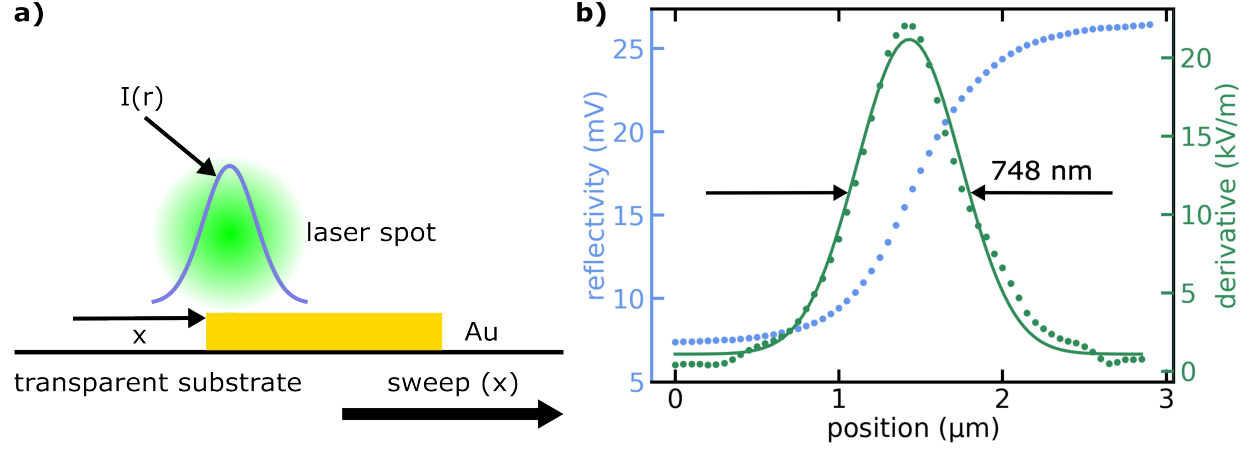 a)
I(r)
laser spot
x
Au
transparent substrate
sweep (x)
b)
25
20
15
10
5
reflectivity (mV)
748 nm
20
15
10
5
0
derivative (kV/m)
0
1
2
3
position (μm)